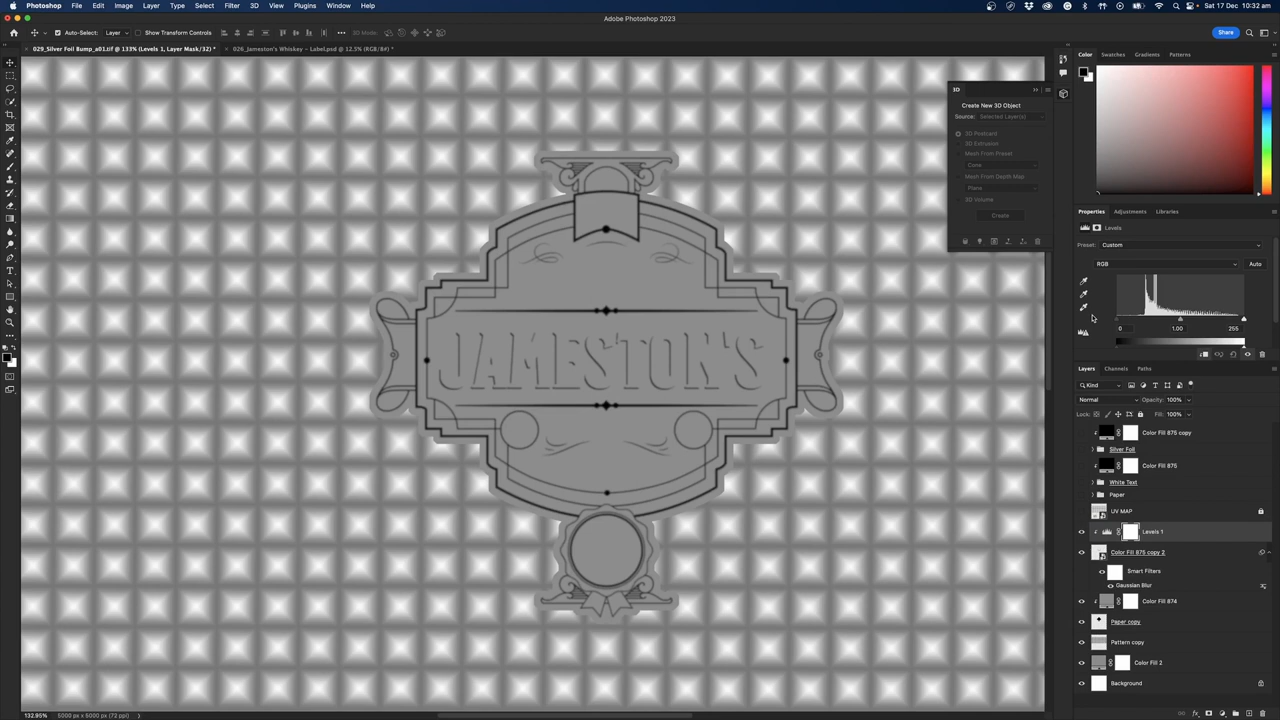 Photoshop File Edit Image Layer Type Select Filter 3D View Plugins Window Help
Sat 17 Dec 10:32 am
Adobe Photoshop 2023
Auto-Select: Layer Show Transform Controls 3D Mode: Share
029_Silver Foil Bump_a01.tif @ 133% (Levels 1, Layer Mask/32) *
026_Jameston's Whiskey – Label.psd @ 12.5% (RGB/8#) *
Color Swatches Gradients Patterns
3D
Create New 3D Object
Source: Selected Layer(s)
3D Postcard
3D Extrusion
Mesh From Preset
Cone
Mesh From Depth Map
Plane
3D Volume
Create
Properties Adjustments Libraries
Levels
Preset: Custom
RGB Auto
0 1.00 255
Layers Channels Paths
Kind
Normal Opacity: 100%
Lock: Fill: 100%
Color Fill 875 copy
Silver Foil
Color Fill 875
White Text
Paper
UV MAP
Levels 1
Color Fill 875 copy 2
Smart Filters
Gaussian Blur
Color Fill 874
Paper copy
Pattern copy
Color Fill 2
Background
JAMESTON'S
132.95% 5000 px x 5000 px (72 ppi)